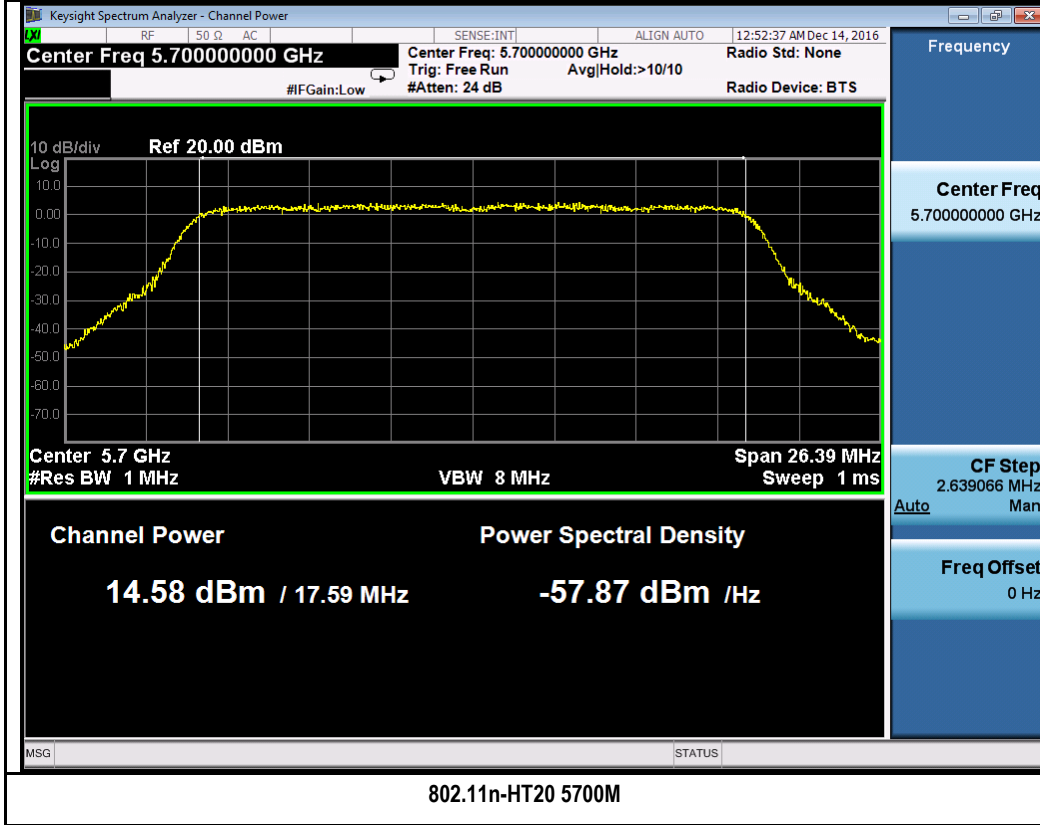 Keysight Spectrum Analyzer - Channel Power
LXI RF 50 Ω AC SENSE:INT ALIGN AUTO 12:52:37 AM Dec 14, 2016
Center Freq 5.700000000 GHz
#IFGain:Low
Center Freq: 5.700000000 GHz
Trig: Free Run Avg|Hold:>10/10
#Atten: 24 dB
Radio Std: None
Radio Device: BTS
10 dB/div Ref 20.00 dBm
Log
10.0
0.00
-10.0
-20.0
-30.0
-40.0
-50.0
-60.0
-70.0
Center 5.7 GHz Span 26.39 MHz
#Res BW 1 MHz VBW 8 MHz Sweep 1 ms
Channel Power Power Spectral Density
14.58 dBm / 17.59 MHz -57.87 dBm /Hz
MSG STATUS
Frequency
Center Freq
5.700000000 GHz
CF Step
2.639066 MHz
Auto Man
Freq Offset
0 Hz
802.11n-HT20 5700M